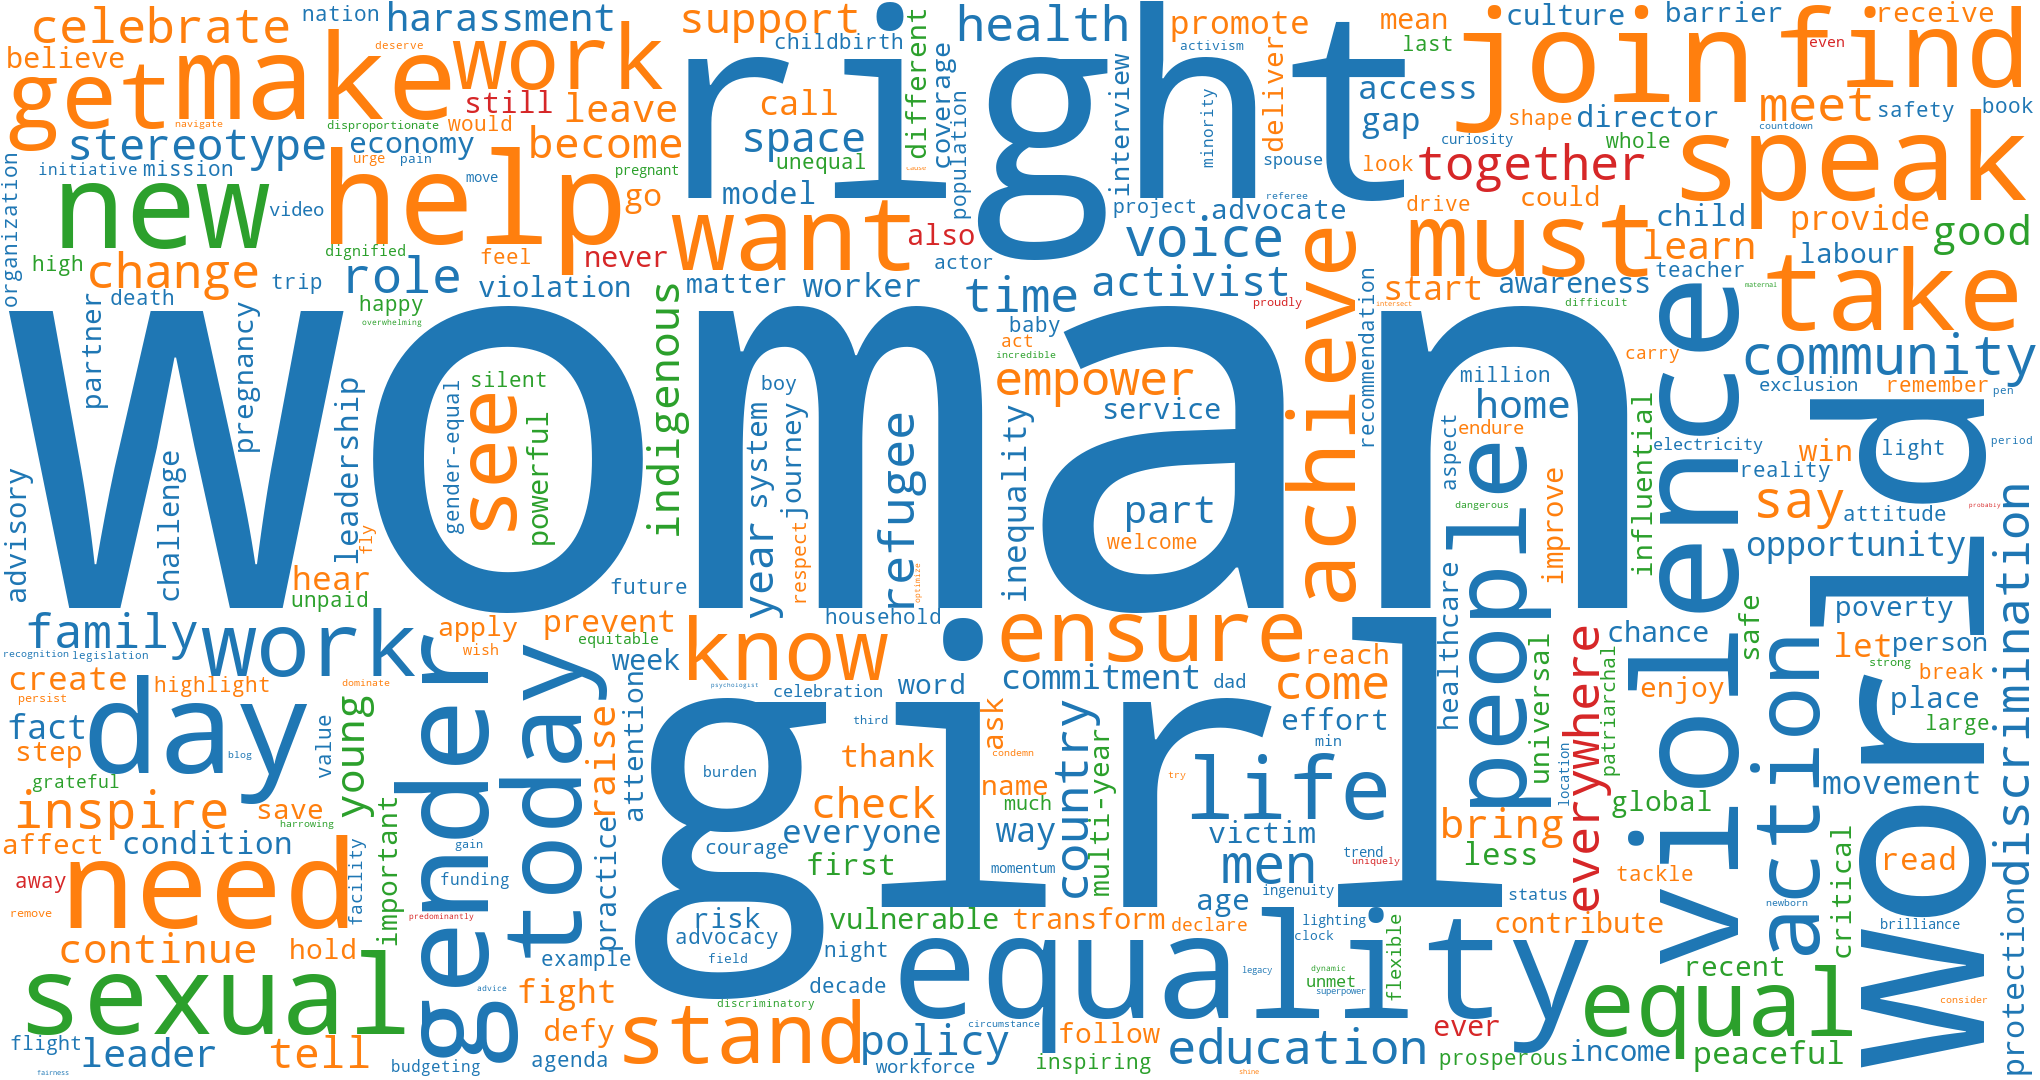 celebrate
nation
harassment
support
childbirth
health
promote
activism
mean
last
culture
barrier
receive
even
believe
get
make
deserve
work
right
different
coverage
deliver
join
find
navigate
still
leave
call
interview
access
meet
safety
book
disproportionate
would
space
population
minority
gap
shape
director
countdown
stereotype
economy
become
unequal
curiosity
whole
speak
initiative
mission
urge
pain
help
move
pregnant
cause
spouse
look
together
organization
new
video
go
model
referee
project
advocate
drive
could
must
child
provide
good
want
voice
also
high
change
dignified
feel
never
actor
learn
labour
trip
role
violation
matter
worker
activist
start
awareness
teacher
take
death
happy
time
proudly
achieve
recommendation
intersect
difficult
maternal
partner
pregnancy
overwhelming
woman
indigenous
baby
act
incredible
violence
carry
community
leadership
silent
boy
empower
million
exclusion
remember
pen
gender-equal
see
powerful
year
system
journey
refugee
service
home
world
challenge
inequality
endure
aspect
influential
electricity
win
light
period
advisory
reality
part
improve
say
attitude
dangerous
discrimination
fly
respect
welcome
people
opportunity
hear
optimize
unpaid
future
healthcare
safe
poverty
family
work
apply
prevent
household
ensure
chance
let
person
equitable
know
girl
everywhere
recognition
legislation
wish
week
reach
universal
patriarchal
action
strong
create
highlight
dominate
gender
today
attention
psychologist
celebration
word
commitment
dad
come
enjoy
break
persist
place
fact
day
value
young
raise
third
ask
country
effort
large
step
blog
thank
condemn
min
location
movement
grateful
burden
try
life
inspire
save
name
check
much
multi-year
bring
global
harrowing
important
practice
everyone
way
victim
affect
condition
gain
courage
first
men
trend
less
critical
read
away
need
facility
funding
momentum
uniquely
tackle
age
ingenuity
status
newborn
remove
predominantly
risk
vulnerable
transform
declare
lighting
contribute
brilliance
continue
hold
advocacy
clock
flexible
example
field
night
equality
recent
sexual
advice
fight
decade
legacy
dynamic
unmet
superpower
protection
equal
consider
discriminatory
flight
leader
tell
defy
stand
policy
circumstance
follow
education
ever
prosperous
income
peaceful
fairness
budgeting
agenda
workforce
inspiring
shine